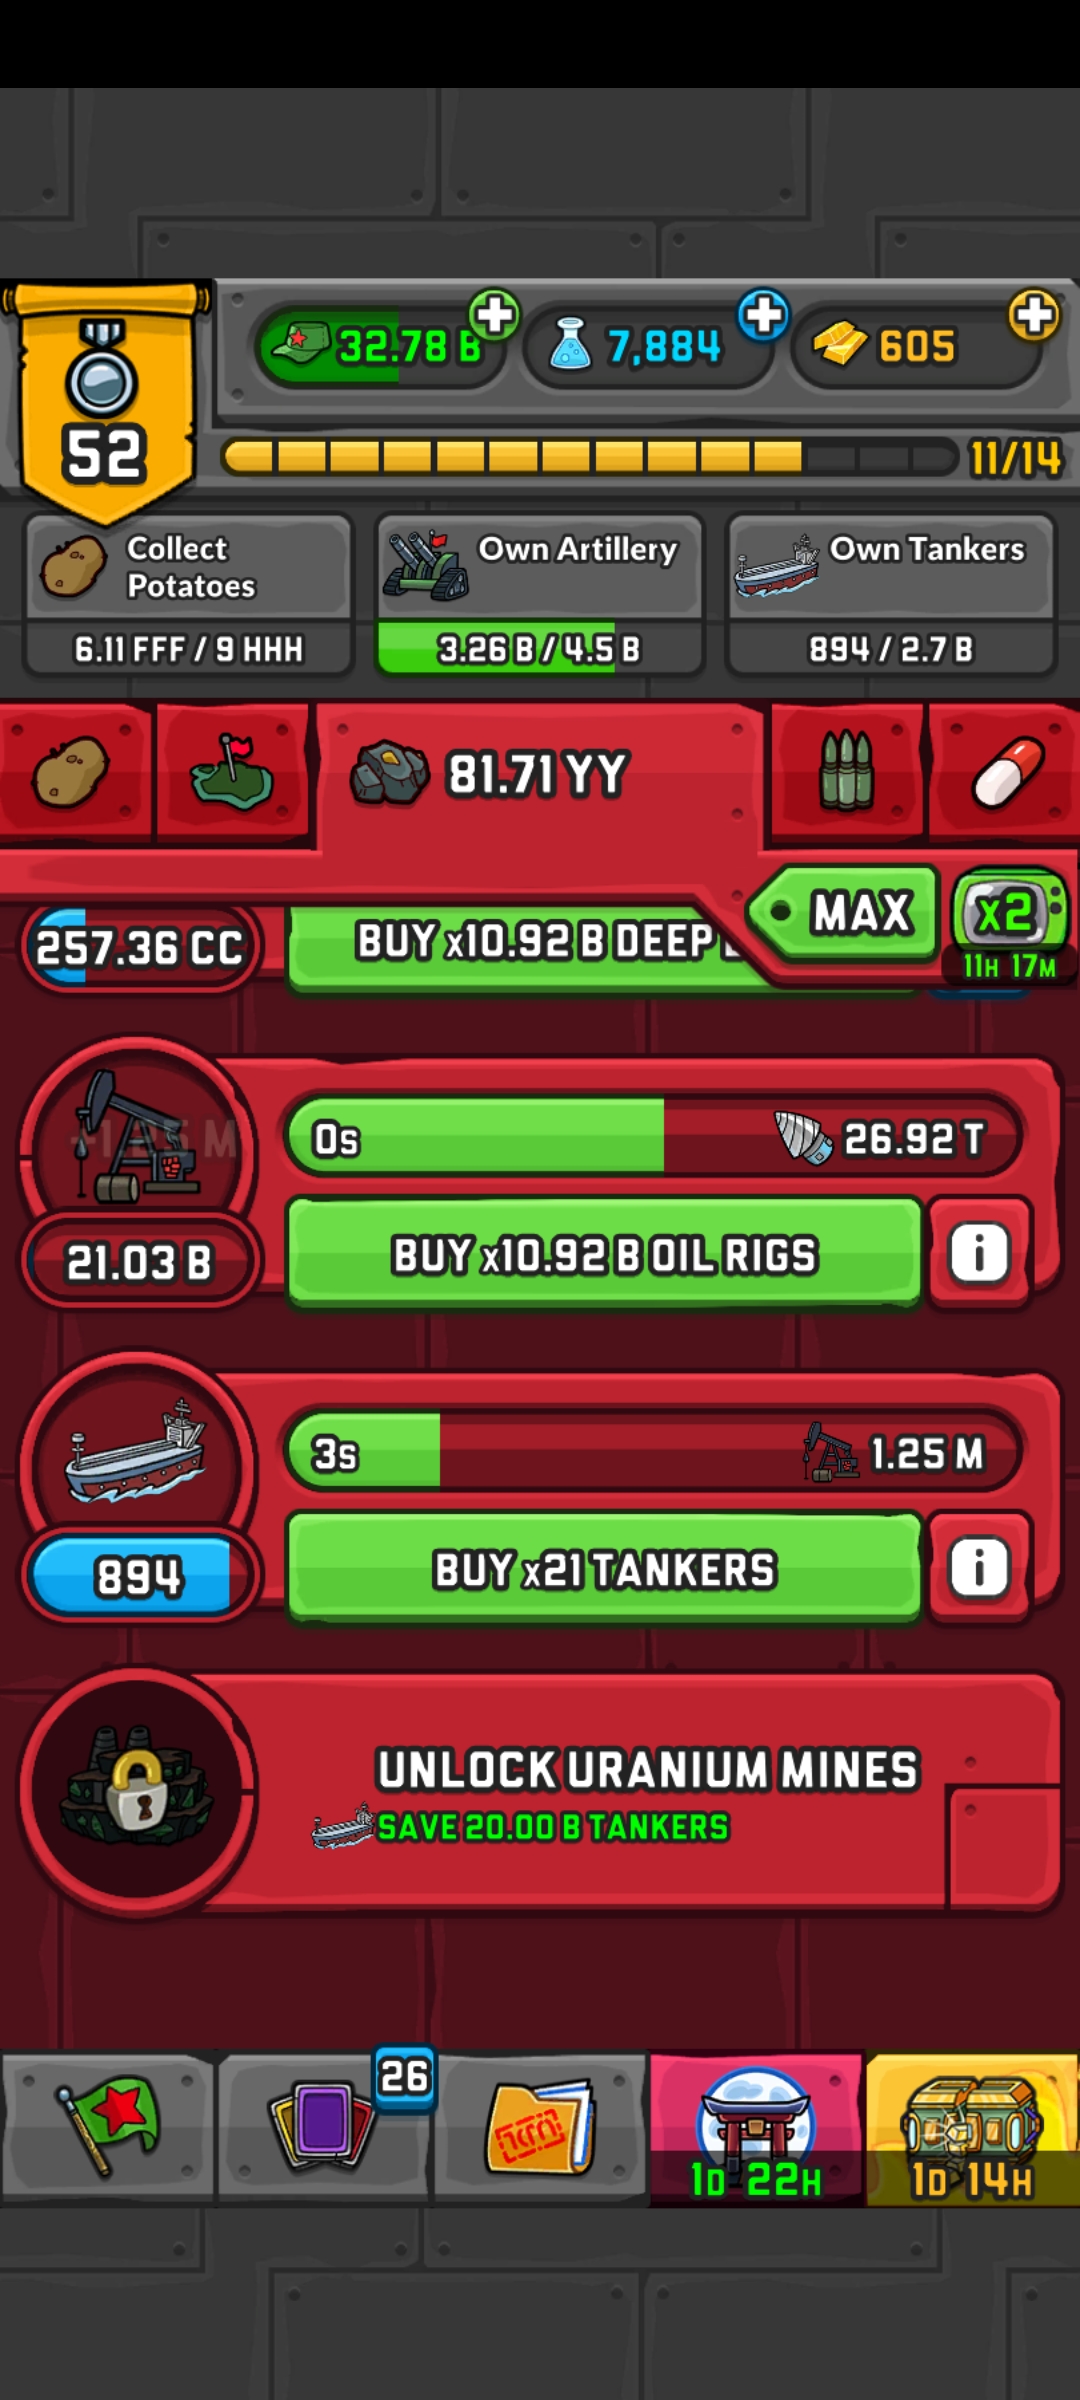 32.78 B
7,884
605
52
11/14
Collect
Potatoes
6.11 FFF / 9 HHH
Own Artillery
3.26 B / 4.5 B
Own Tankers
894 / 2.7 B
81.71 YY
MAX
x2
11H 17M
257.36 CC
BUY x10.92 B DEEP
+1.25 M
0s
26.92 T
21.03 B
BUY x10.92 B OIL RIGS
i
3s
1.25 M
894
BUY x21 TANKERS
i
UNLOCK URANIUM MINES
SAVE 20.00 B TANKERS
26
1D 22H
1D 14H